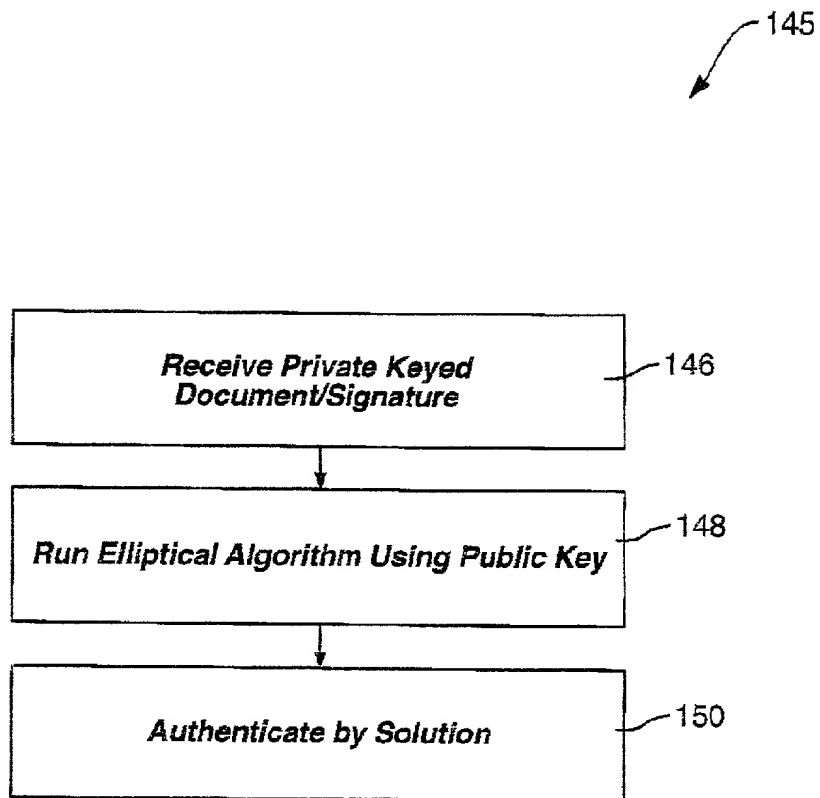 145
Receive Private Keyed
Document/Signature
146
Run Elliptical Algorithm Using Public Key
148
Authenticate by Solution
150